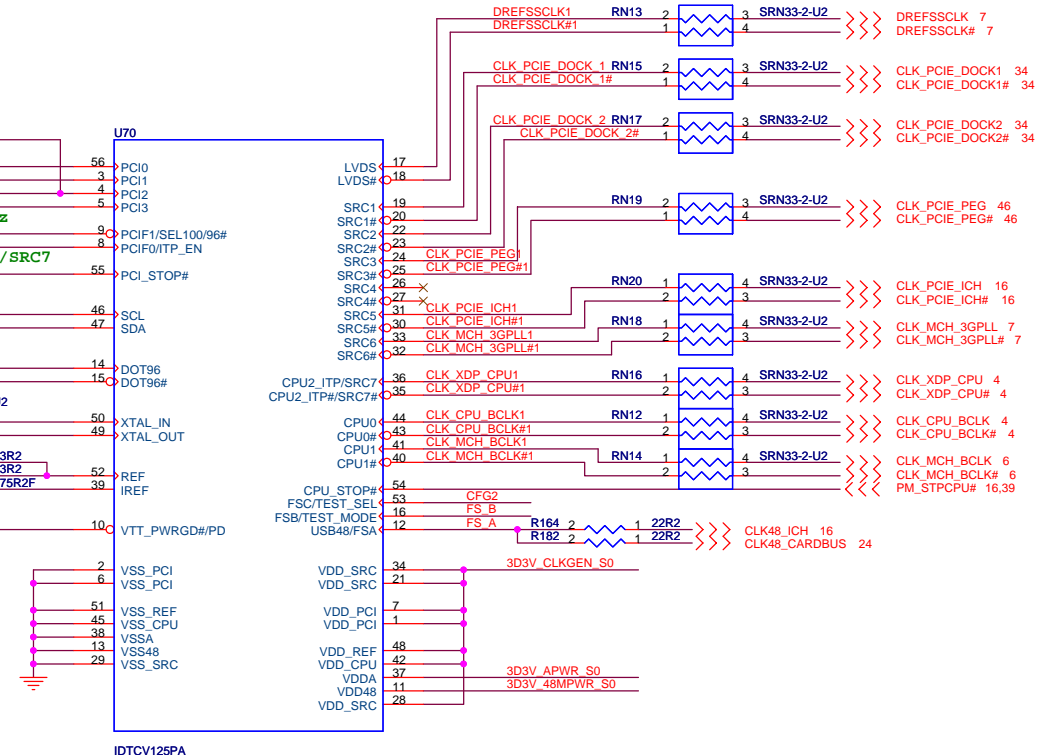 DREFSSCLK1 RN13 2 3 SRN33-2-U2 DREFSSCLK 7
DREFSSCLK#1 1 4 DREFSSCLK# 7
CLK_PCIE_DOCK_1 RN15 2 3 SRN33-2-U2 CLK_PCIE_DOCK1 34
CLK_PCIE_DOCK_1# 1 4 CLK_PCIE_DOCK1# 34
CLK_PCIE_DOCK_2 RN17 2 3 SRN33-2-U2 CLK_PCIE_DOCK2 34
CLK_PCIE_DOCK_2# 1 4 CLK_PCIE_DOCK2# 34
U70
56 PCI0 LVDS 17
3 PCI1 LVDS# 18
4 PCI2
5 PCI3 SRC1 19 RN19 2 3 SRN33-2-U2 CLK_PCIE_PEG 46
z SRC1# 20 1 4 CLK_PCIE_PEG# 46
9 PCIF1/SEL100/96# SRC2 22
8 PCIF0/ITP_EN SRC2# 23
/SRC7 SRC3 24 CLK_PCIE_PEG1
55 PCI_STOP# SRC3# 25 CLK_PCIE_PEG#1
SRC4 26 RN20 1 4 SRN33-2-U2 CLK_PCIE_ICH 16
SRC4# 27 2 3 CLK_PCIE_ICH# 16
46 SCL SRC5 31 CLK_PCIE_ICH1
47 SDA SRC5# 30 CLK_PCIE_ICH#1 RN18 1 4 SRN33-2-U2 CLK_MCH_3GPLL 7
SRC6 33 CLK_MCH_3GPLL1 2 3 CLK_MCH_3GPLL# 7
SRC6# 32 CLK_MCH_3GPLL#1
14 DOT96
15 DOT96# CPU2_ITP/SRC7 36 CLK_XDP_CPU1 RN16 1 4 SRN33-2-U2 CLK_XDP_CPU 4
CPU2_ITP#/SRC7# 35 CLK_XDP_CPU#1 2 3 CLK_XDP_CPU# 4
U2
50 XTAL_IN CPU0 44 CLK_CPU_BCLK1 RN12 1 4 SRN33-2-U2 CLK_CPU_BCLK 4
49 XTAL_OUT CPU0# 43 CLK_CPU_BCLK#1 2 3 CLK_CPU_BCLK# 4
CPU1 41 CLK_MCH_BCLK1
3R2 CPU1# 40 CLK_MCH_BCLK#1 RN14 1 4 SRN33-2-U2 CLK_MCH_BCLK 6
3R2 52 REF 2 3 CLK_MCH_BCLK# 6
75R2F 39 IREF CPU_STOP# 54 PM_STPCPU# 16,39
FSC/TEST_SEL 53 CFG2
FSB/TEST_MODE 16 FS_B
10 VTT_PWRGD#/PD USB48/FSA 12 FS_A R164 2 1 22R2 CLK48_ICH 16
R182 2 1 22R2 CLK48_CARDBUS 24
2 VSS_PCI VDD_SRC 34 3D3V_CLKGEN_S0
6 VSS_PCI VDD_SRC 21
51 VSS_REF VDD_PCI 7
45 VSS_CPU VDD_PCI 1
38 VSSA
13 VSS48 VDD_REF 48
29 VSS_SRC VDD_CPU 42
VDDA 37 3D3V_APWR_S0
VDD48 11 3D3V_48MPWR_S0
VDD_SRC 28
IDTCV125PA